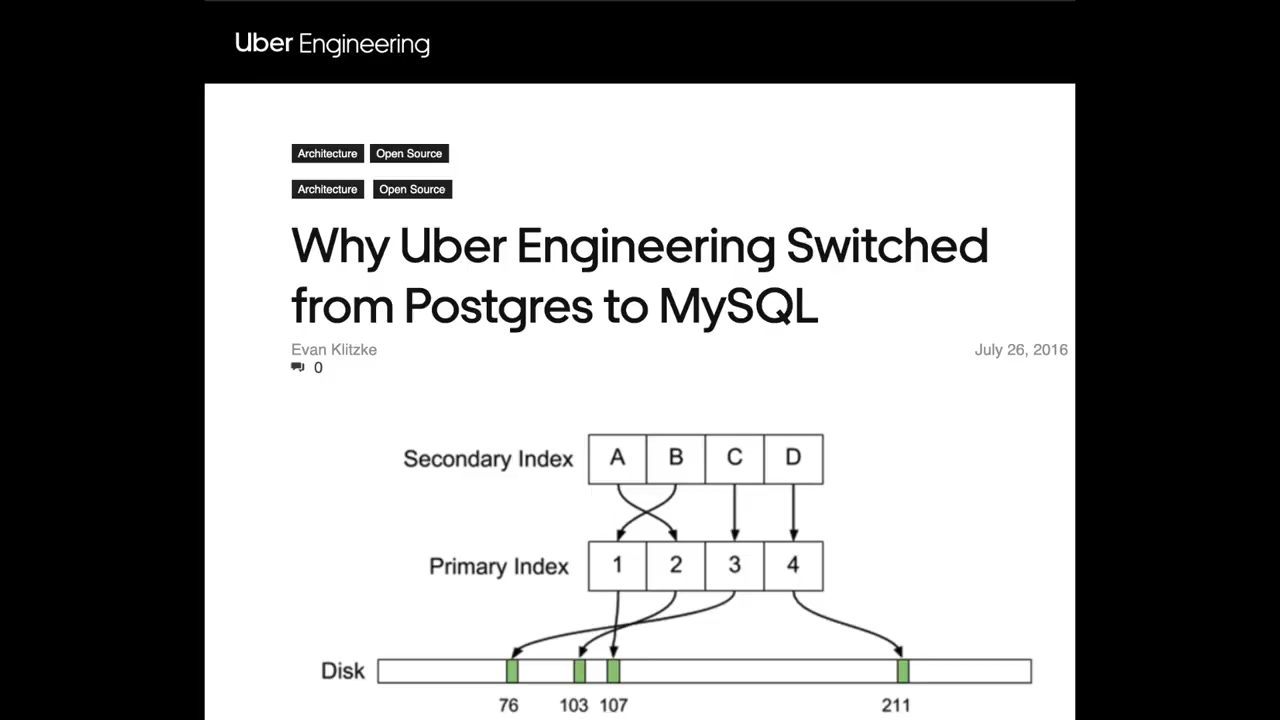 Uber Engineering
Architecture Open Source
Architecture Open Source
Why Uber Engineering Switched
from Postgres to MySQL
Evan Klitzke July 26, 2016
0
Secondary Index A B C D
Primary Index 1 2 3 4
Disk
76 103 107 211